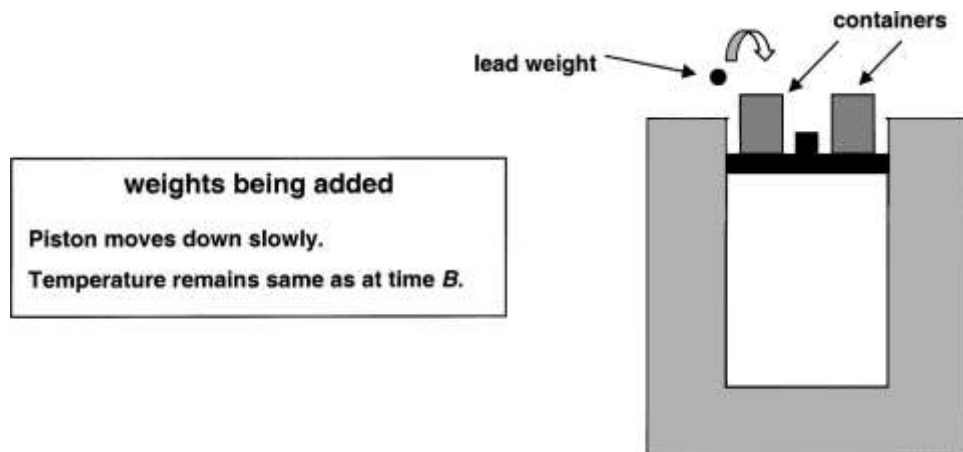 containers
lead weight
weights being added
Piston moves down slowly.
Temperature remains same as at time B.